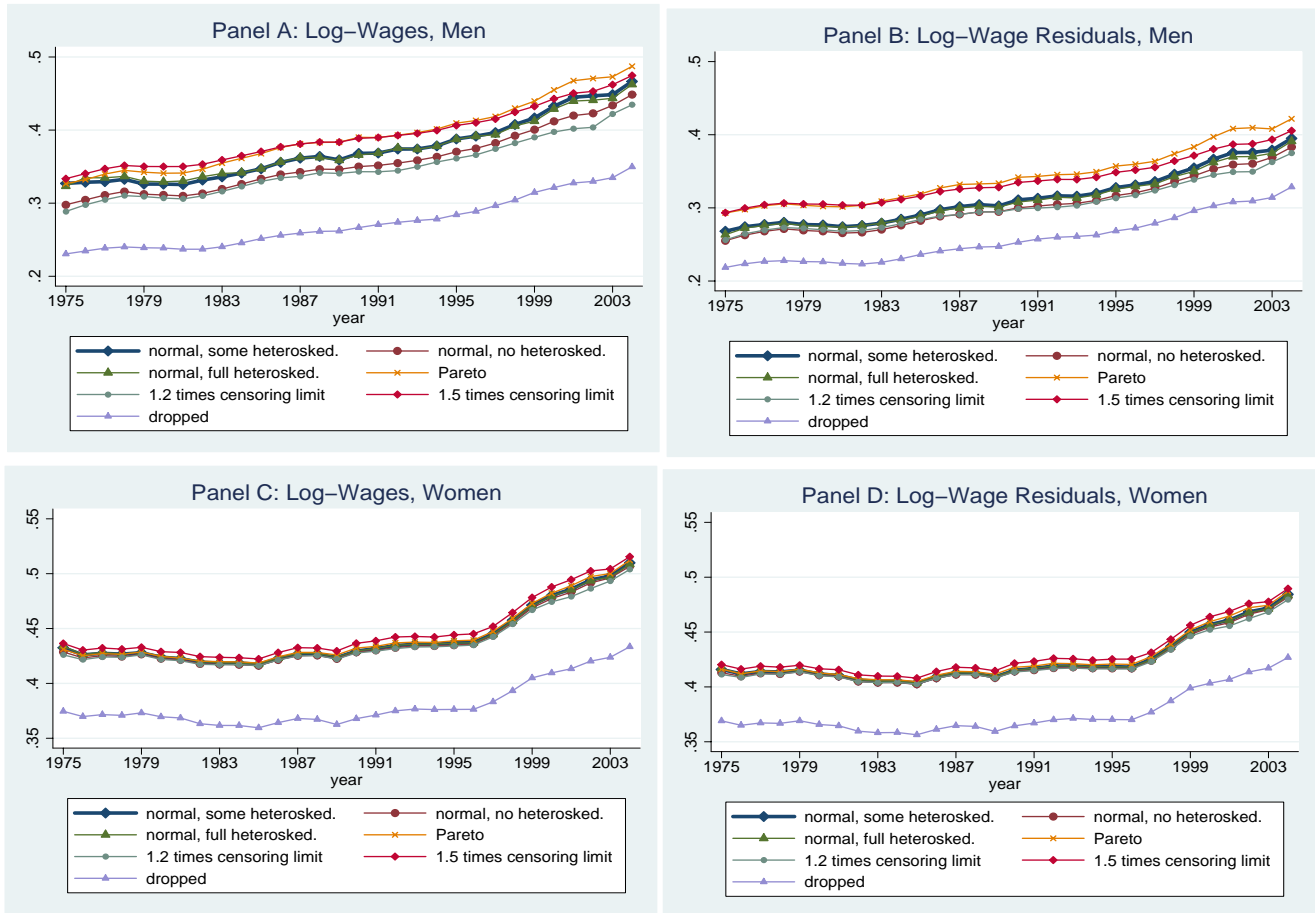 Panel A: Log−Wages, Men
.5
.4
.3
.2
1975 1979 1983 1987 1991 1995 1999 2003
year
normal, some heterosked. normal, no heterosked.
normal, full heterosked. Pareto
1.2 times censoring limit 1.5 times censoring limit
dropped
Panel B: Log−Wage Residuals, Men
.5
.4
.3
.2
1975 1979 1983 1987 1991 1995 1999 2003
year
normal, some heterosked. normal, no heterosked.
normal, full heterosked. Pareto
1.2 times censoring limit 1.5 times censoring limit
dropped
Panel C: Log−Wages, Women
.55
.5
.45
.4
.35
1975 1979 1983 1987 1991 1995 1999 2003
year
normal, some heterosked. normal, no heterosked.
normal, full heterosked. Pareto
1.2 times censoring limit 1.5 times censoring limit
dropped
Panel D: Log−Wage Residuals, Women
.55
.5
.45
.4
.35
1975 1979 1983 1987 1991 1995 1999 2003
year
normal, some heterosked. normal, no heterosked.
normal, full heterosked. Pareto
1.2 times censoring limit 1.5 times censoring limit
dropped